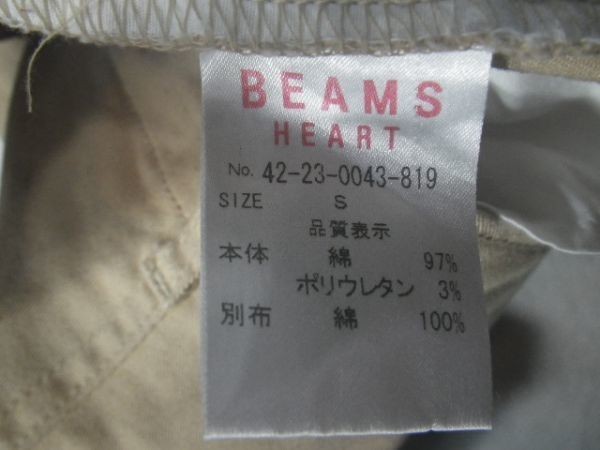 BEAMS
HEART
No. 42-23-0043-819
SIZE S
品質表示
本体 綿 97%
ポリウレタン 3%
別布 綿 100%